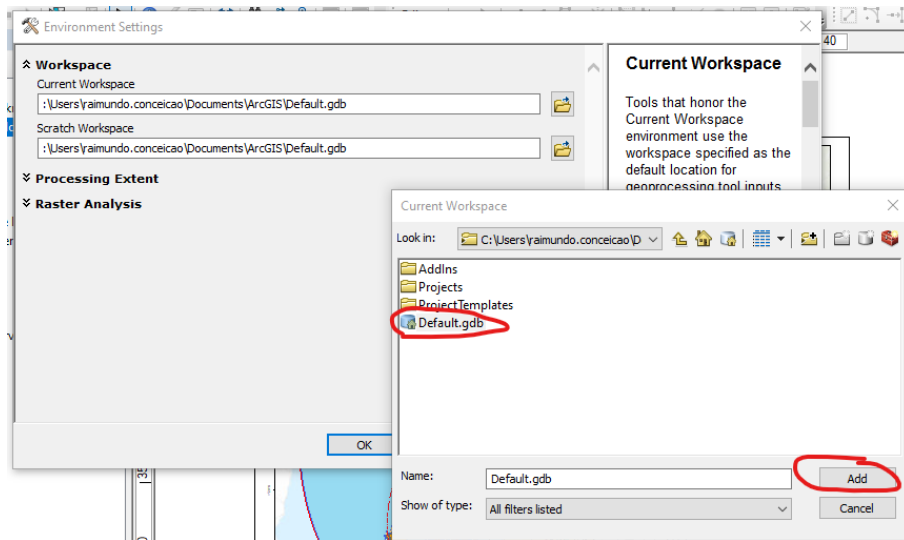 Environment Settings
40
Workspace
Current Workspace
:\Users\raimundo.conceicao\Documents\ArcGIS\Default.gdb
Scratch Workspace
:\Users\raimundo.conceicao\Documents\ArcGIS\Default.gdb
Processing Extent
Raster Analysis
OK
Current Workspace
Tools that honor the
Current Workspace
environment use the
workspace specified as the
default location for
geoprocessing tool inputs
Current Workspace
Look in:
C:\Users\raimundo.conceicao\D
AddIns
Projects
ProjectTemplates
Default.gdb
Name:
Default.gdb
Add
Show of type:
All filters listed
Cancel